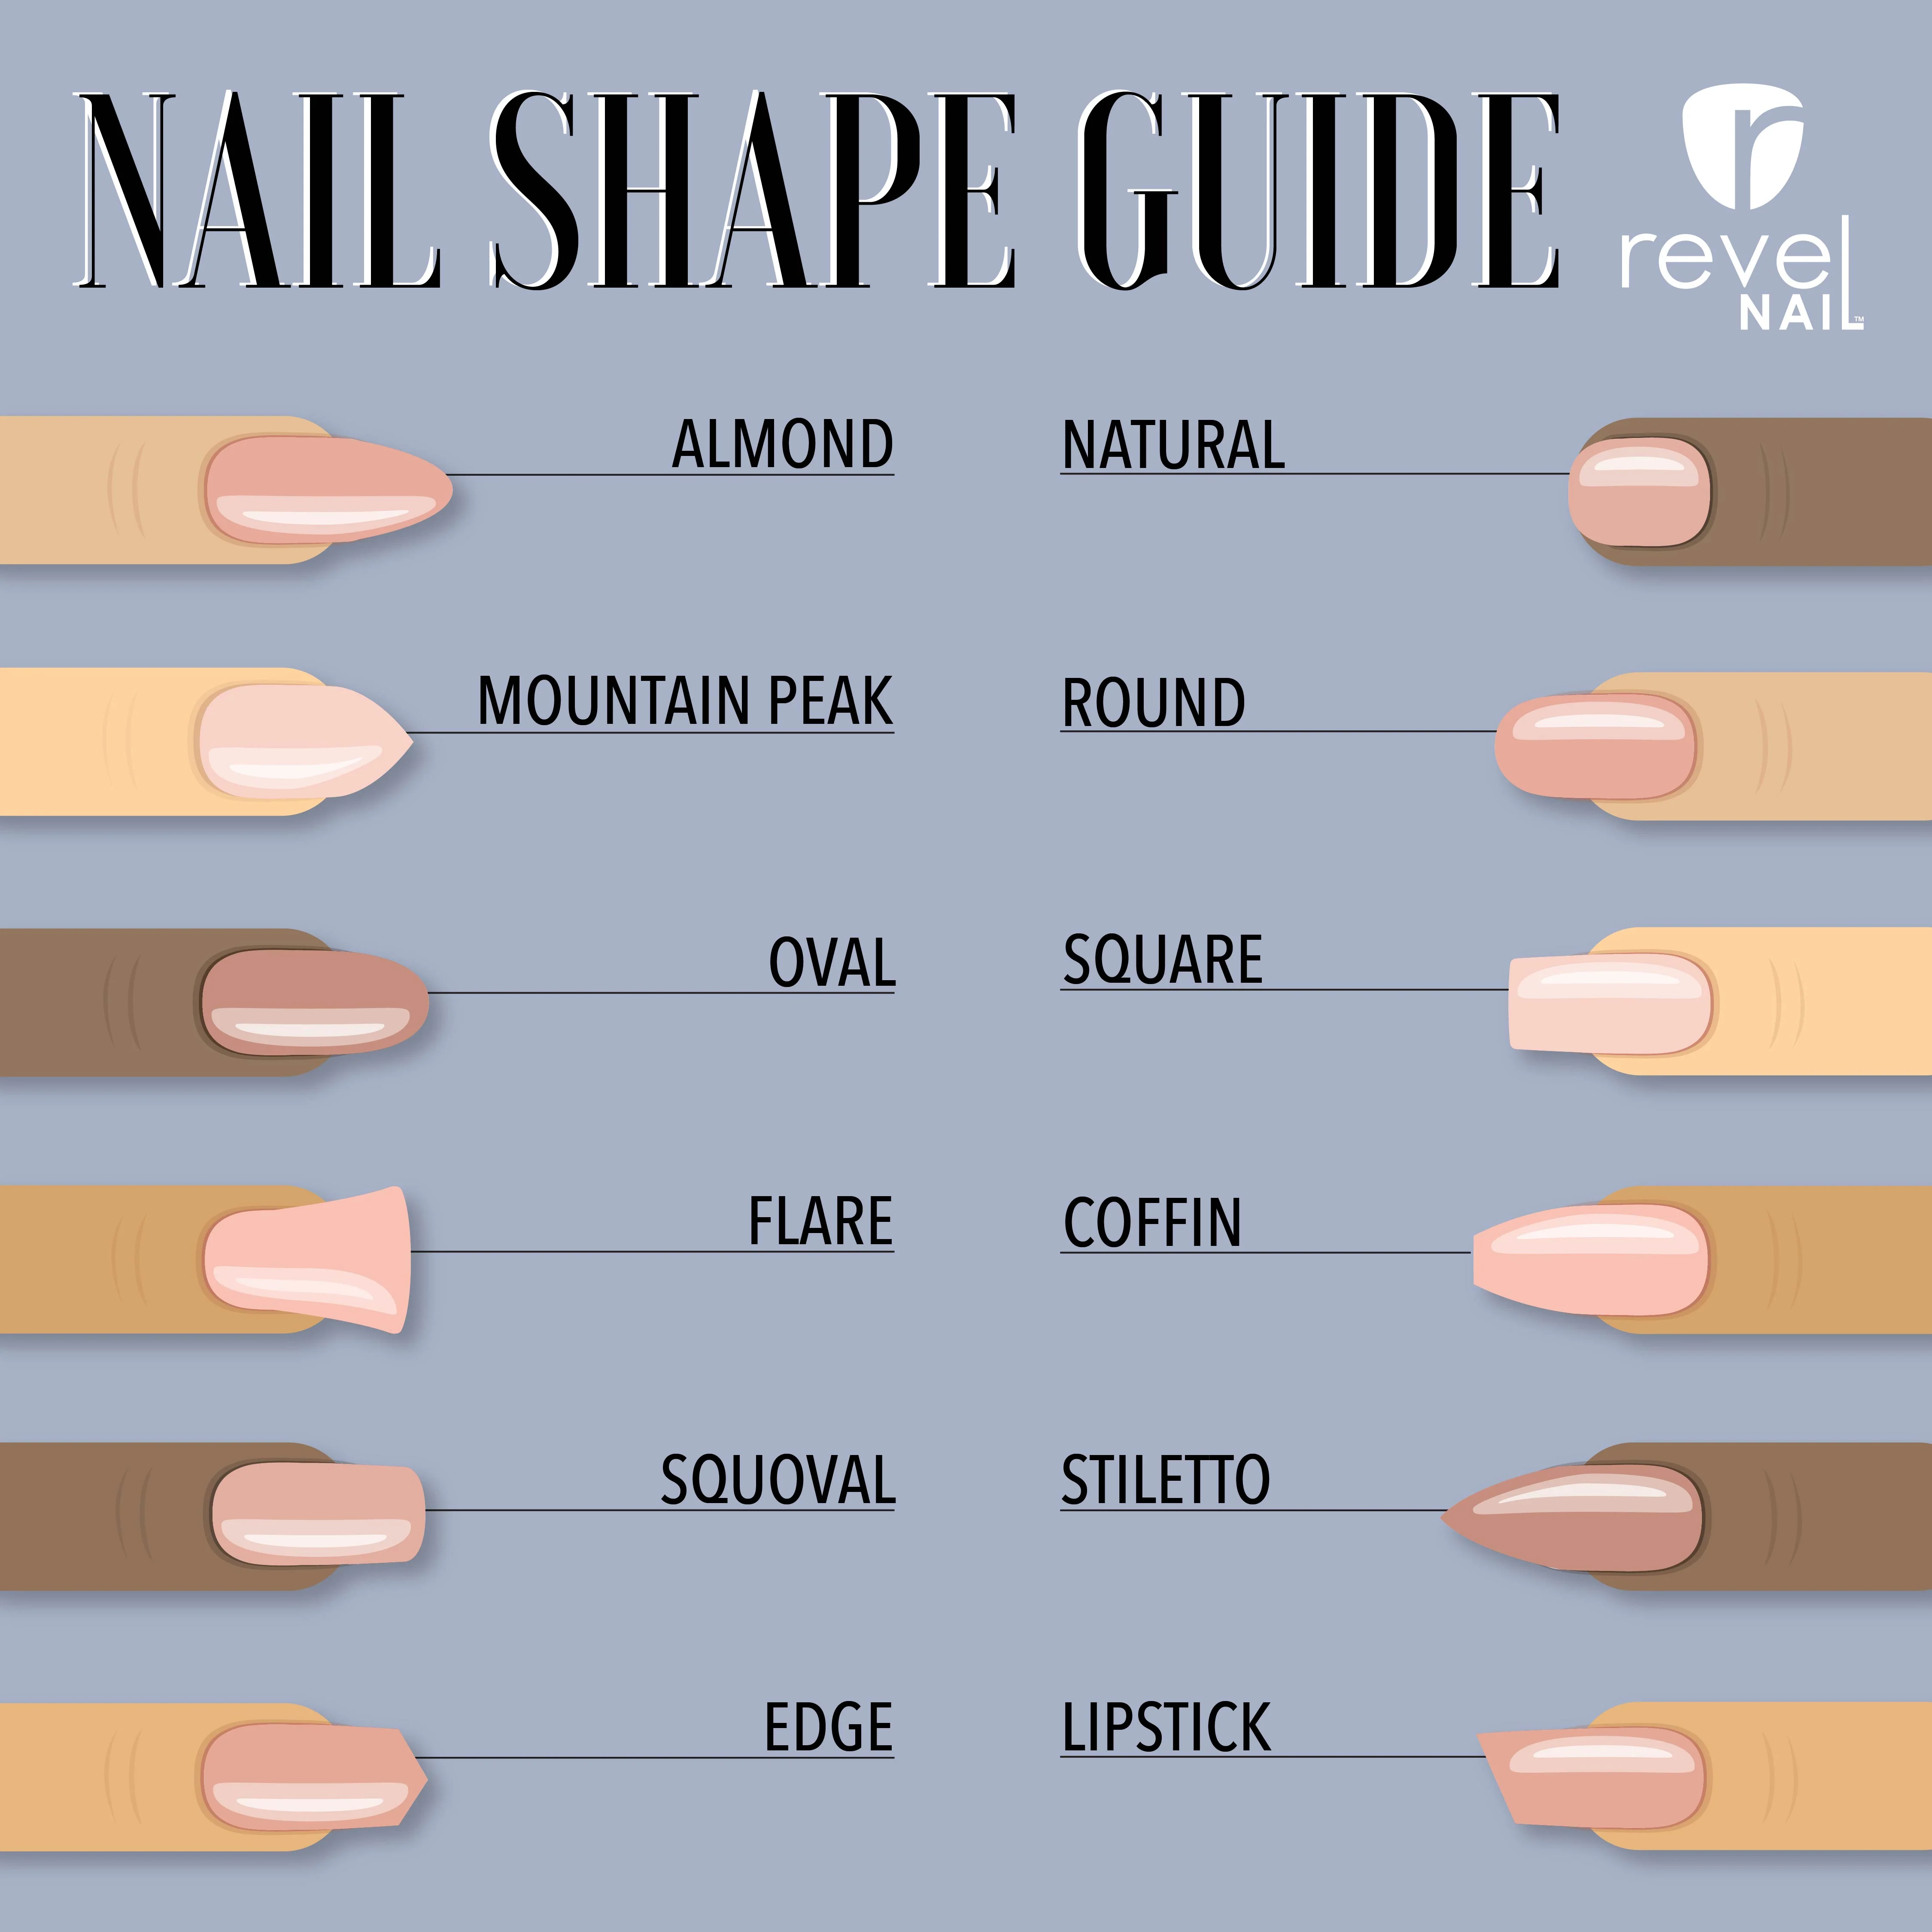 NAIL SHAPE GUIDE
r
revel
NAIL™
ALMOND
NATURAL
MOUNTAIN PEAK
ROUND
OVAL
SQUARE
FLARE
COFFIN
SQUOVAL
STILETTO
EDGE
LIPSTICK